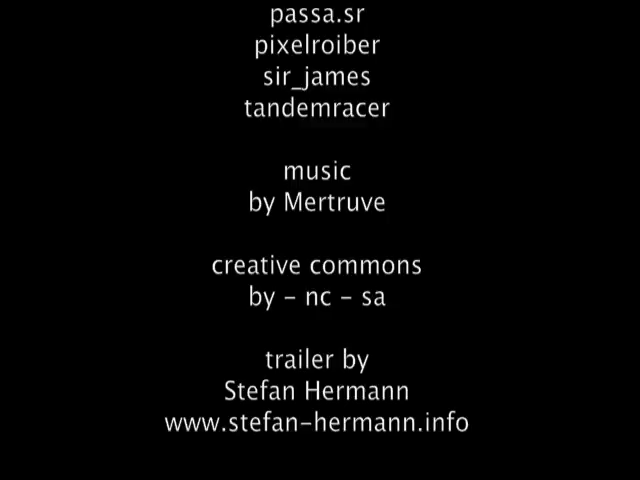 passa.sr
pixelroiber
sir_james
tandemracer
music
by Mertruve
creative commons
by - nc - sa
trailer by
Stefan Hermann
www.stefan-hermann.info